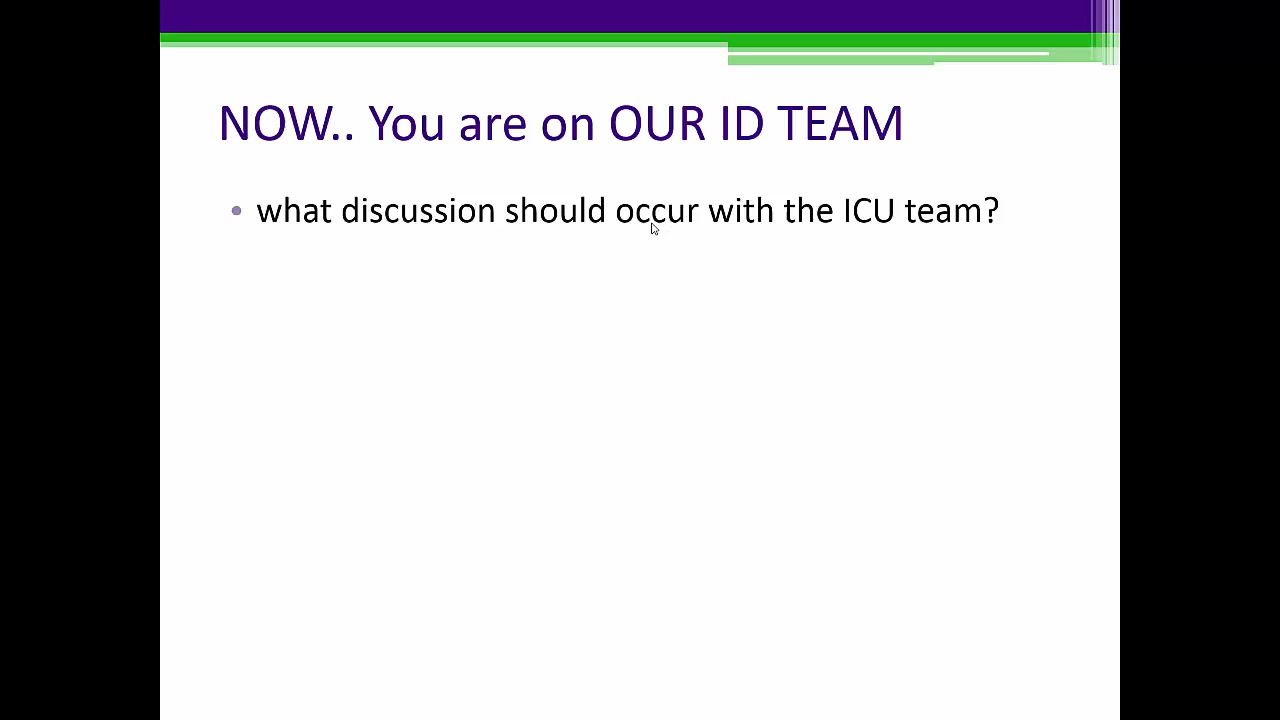 NOW.. You are on OUR ID TEAM
• what discussion should occur with the ICU team?